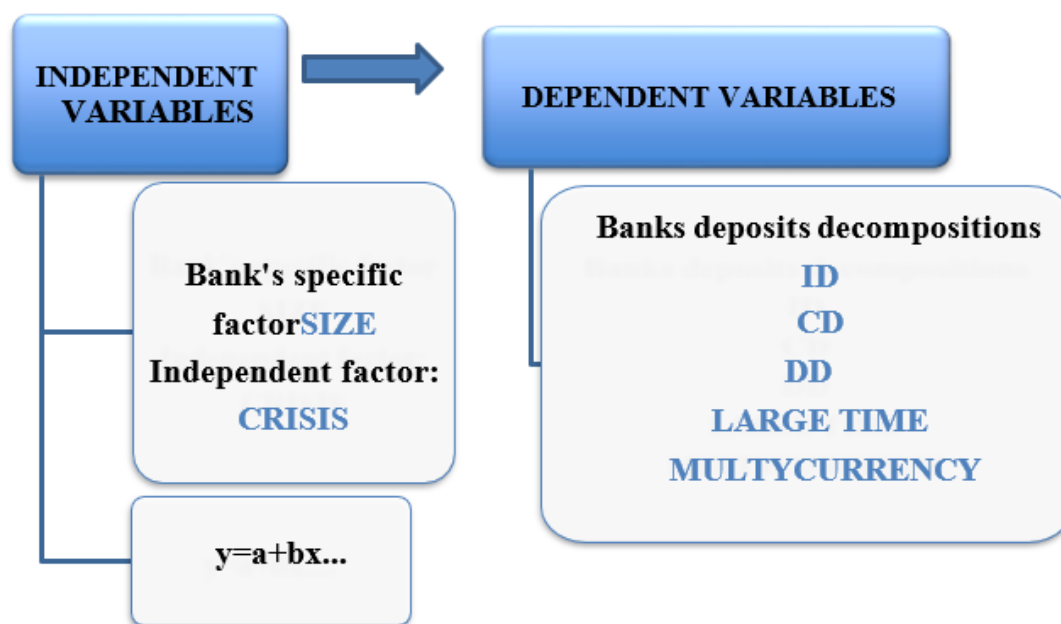 INDEPENDENT
VARIABLES
DEPENDENT VARIABLES
Bank's specific
factorSIZE
Independent factor:
CRISIS
y=a+bx...
Banks deposits decompositions
ID
CD
DD
LARGE TIME
MULTYCURRENCY